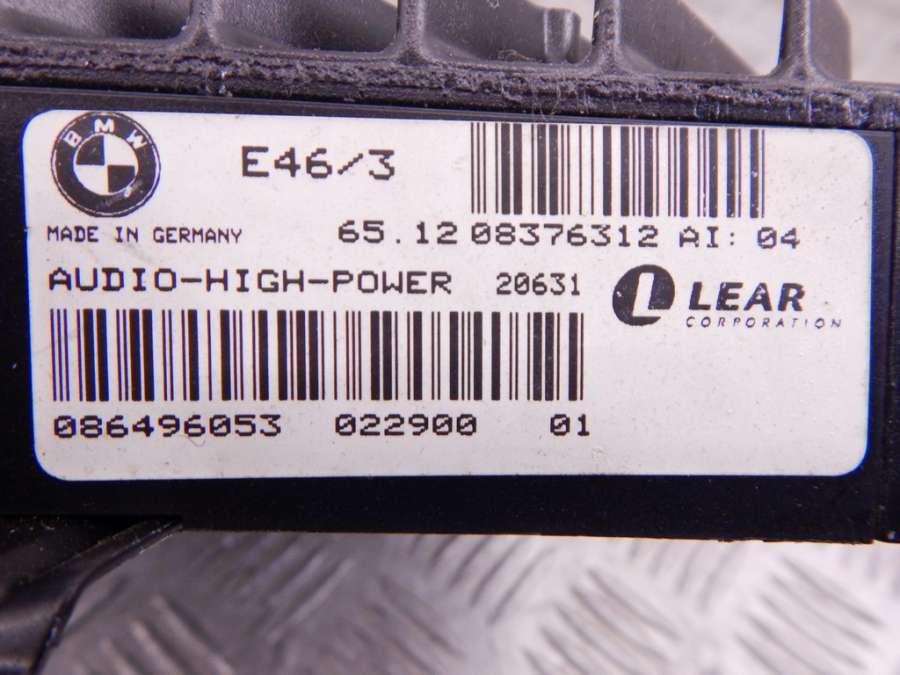 BMW
E46/3
MADE IN GERMANY 65.12 08376312 AI: 04
AUDIO-HIGH-POWER 20631
L LEAR
CORPORATION
086496053 022900 01